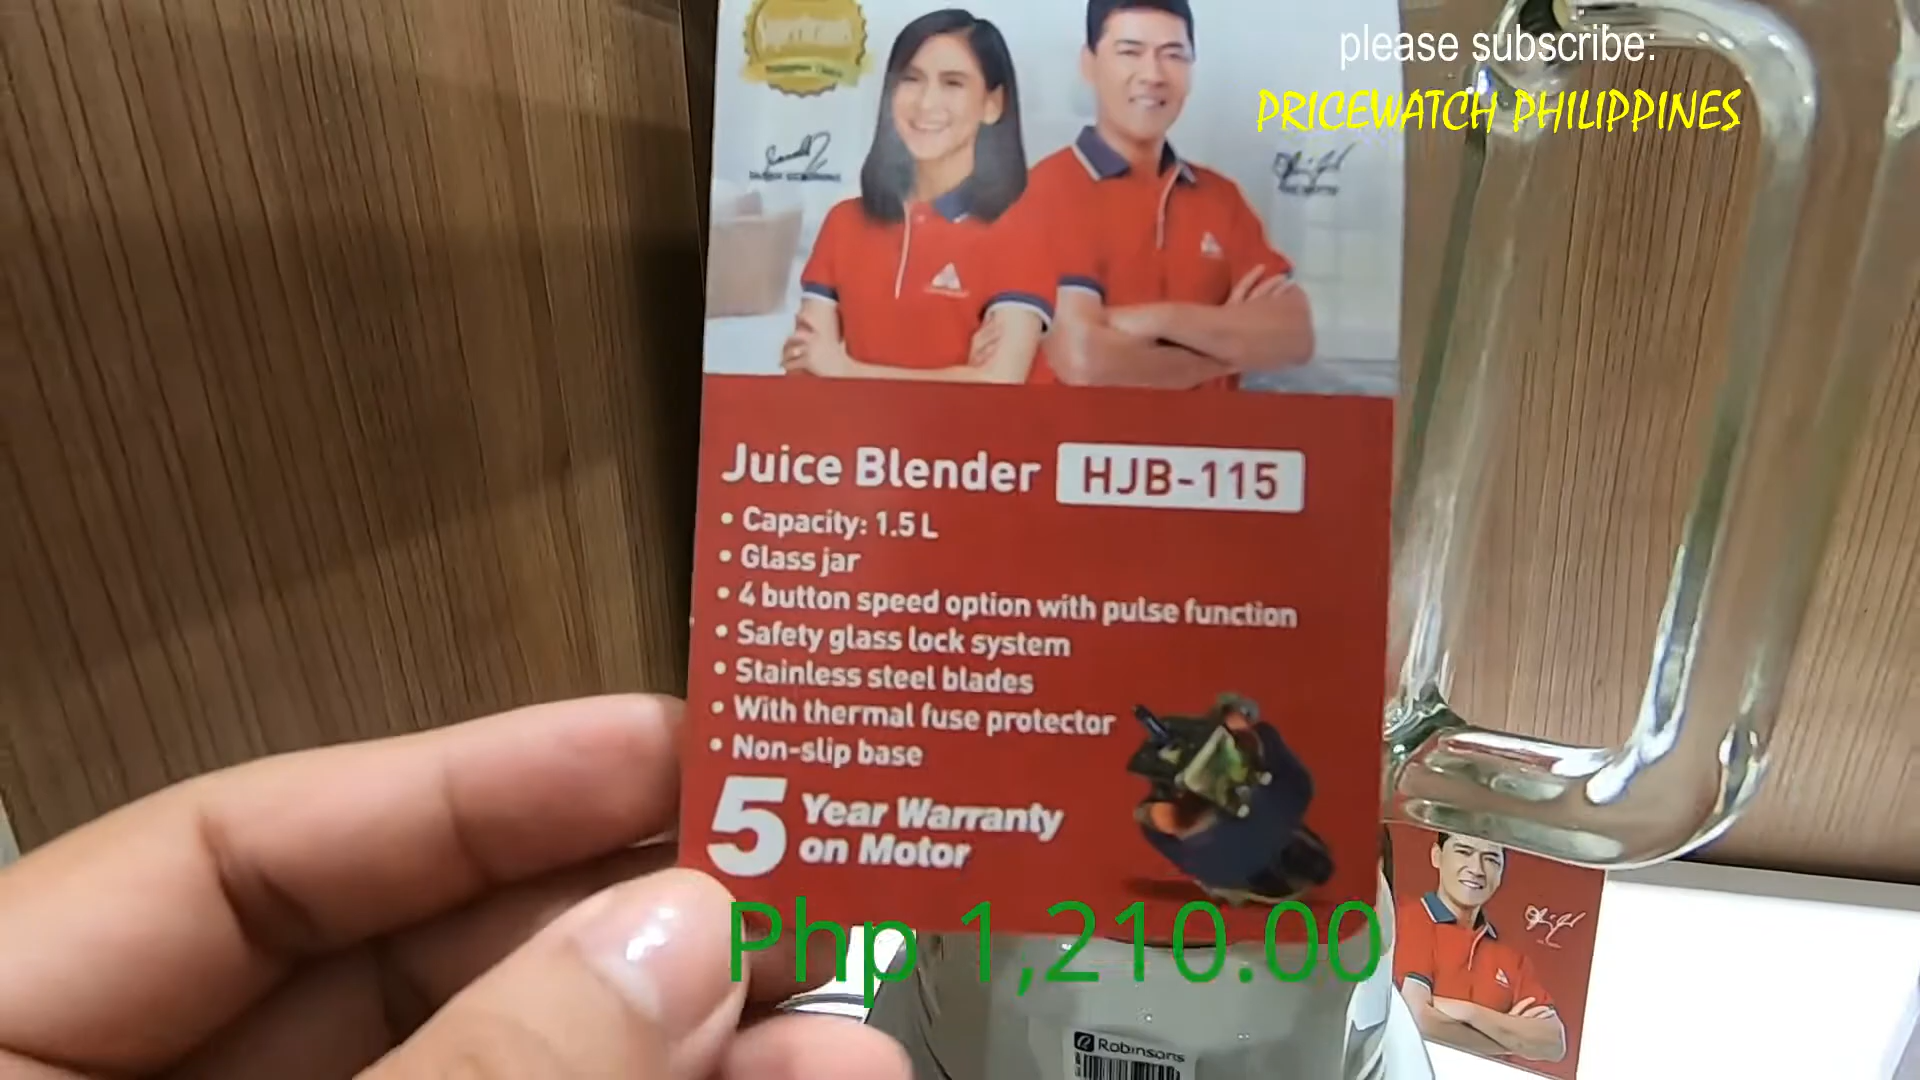 please subscribe:
PRICEWATCH PHILIPPINES
Juice Blender HJB-115
• Capacity: 1.5 L
• Glass jar
• 4 button speed option with pulse function
• Safety glass lock system
• Stainless steel blades
• With thermal fuse protector
• Non-slip base
5 Year Warranty
on Motor
Php 1,210.00
Robinsons